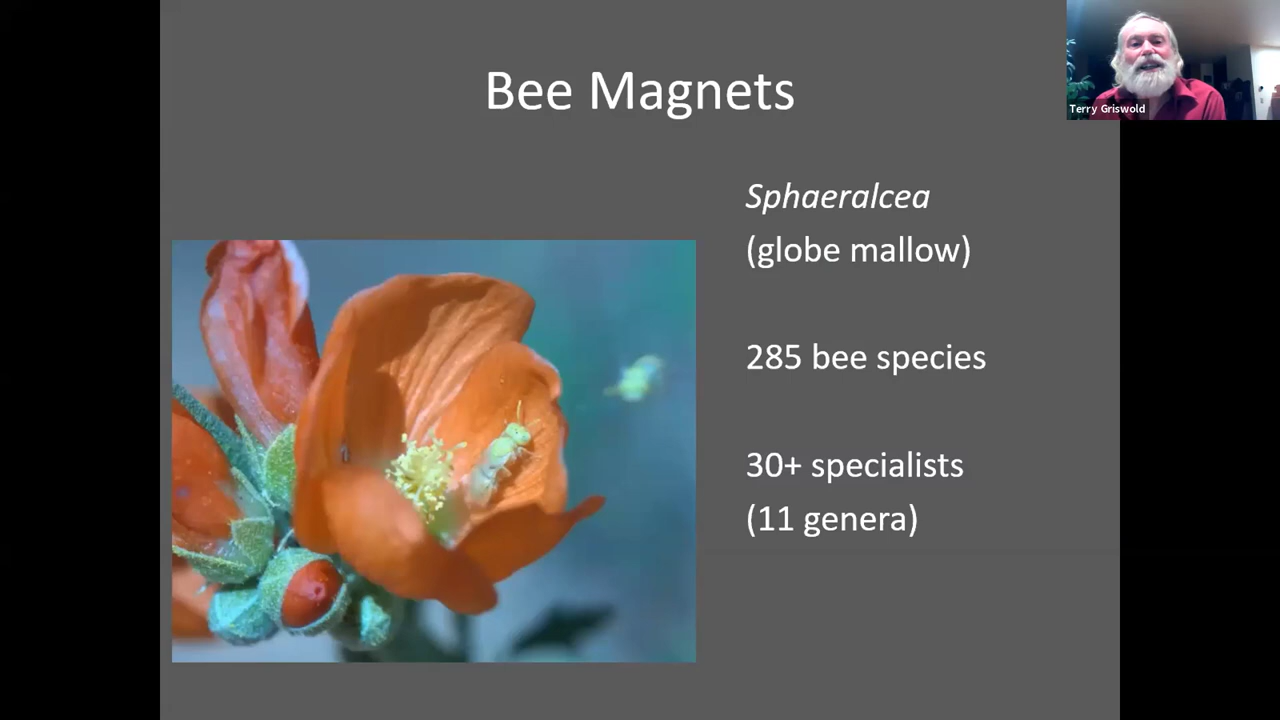 Bee Magnets
Terry Griswold
Sphaeralcea
(globe mallow)
285 bee species
30+ specialists
(11 genera)